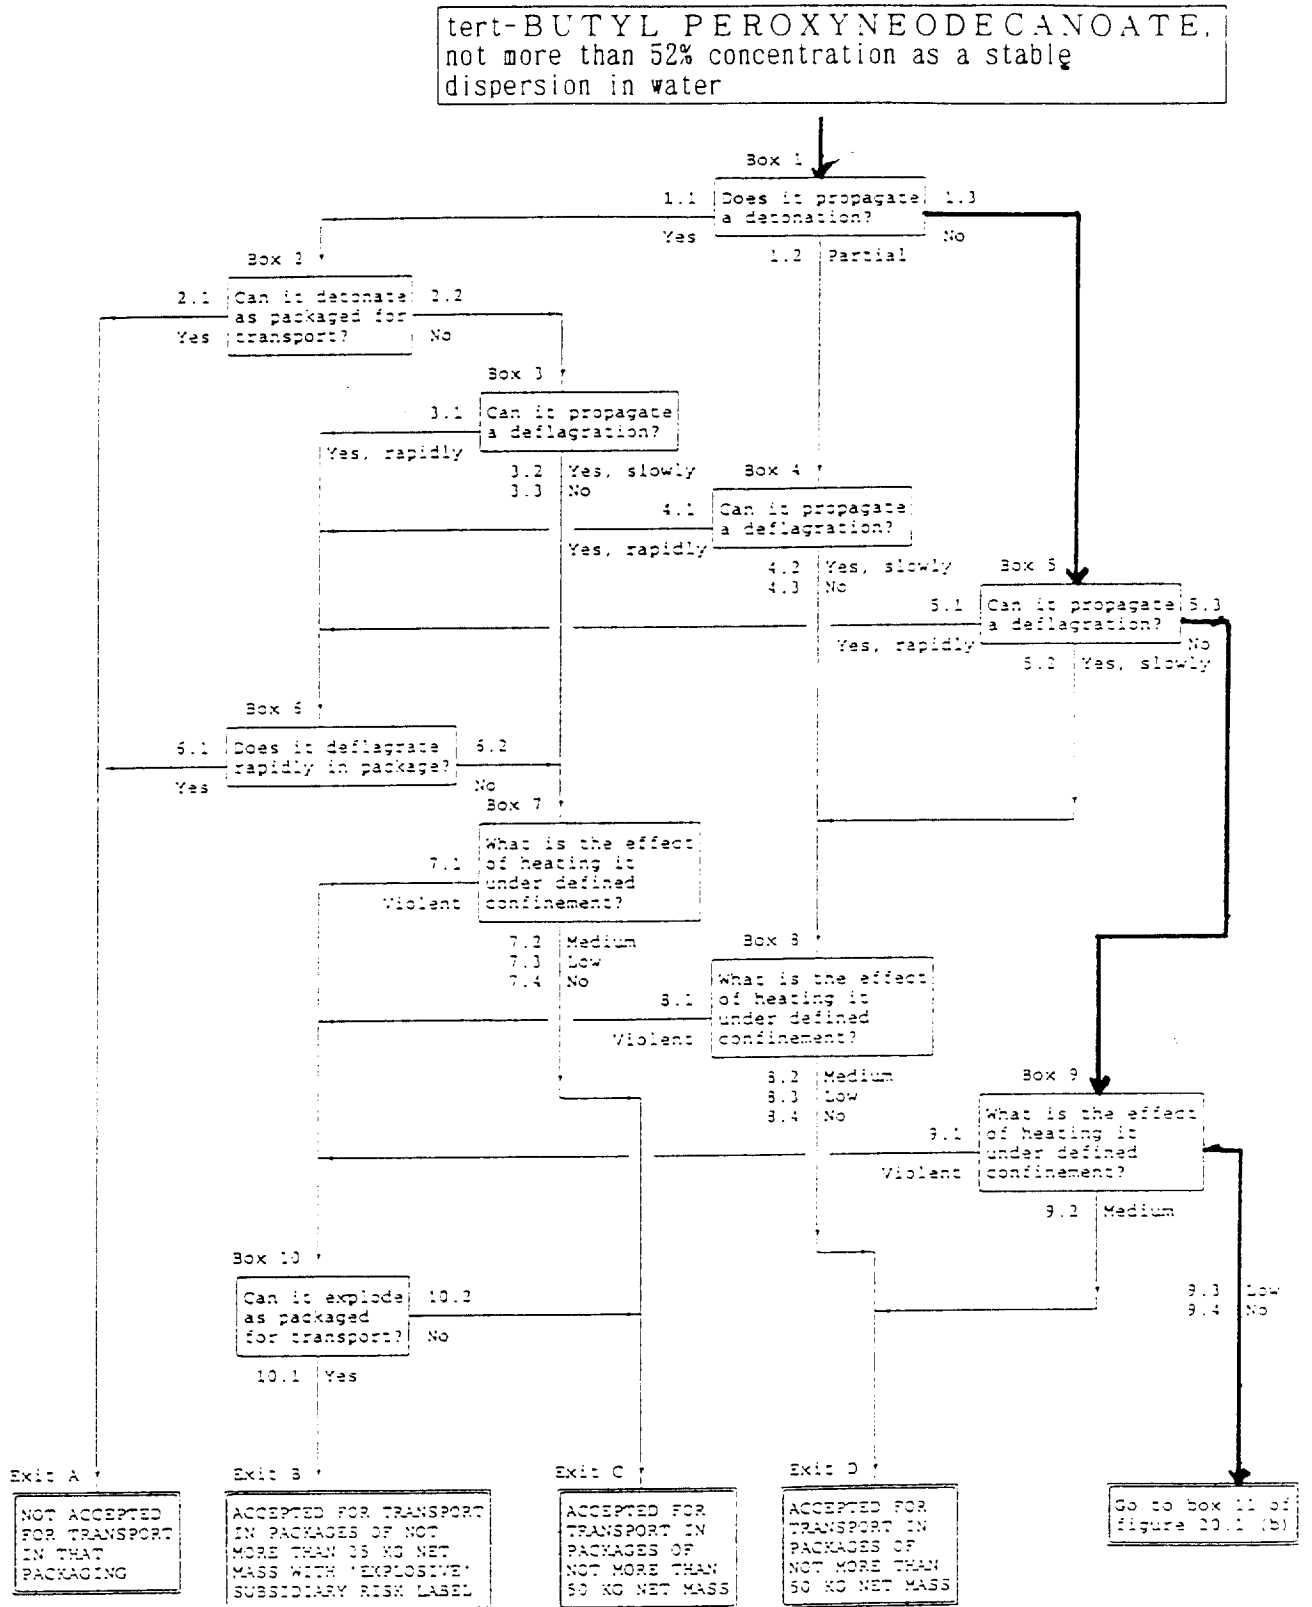 tert-BUTYL PEROXYNEODECANOATE,
not more than 52% concentration as a stable
dispersion in water
Box 1
1.1
Does it propagate
a detonation?
1.3
Yes
No
1.2 Partial
Box 2
2.1
Can it detonate
as packaged for
transport?
2.2
Yes
No
Box 3
3.1
Can it propagate
a deflagration?
Yes, rapidly
3.2 Yes, slowly
3.3 No
Box 4
4.1
Can it propagate
a deflagration?
Yes, rapidly
4.2 Yes, slowly
4.3 No
Box 5
5.1
Can it propagate
a deflagration?
5.3
Yes, rapidly
No
5.2 Yes, slowly
Box 6
6.1
Does it deflagrate
rapidly in package?
6.2
Yes
No
Box 7
7.1
What is the effect
of heating it
under defined
confinement?
Violent
7.2 Medium
7.3 Low
7.4 No
Box 8
8.1
What is the effect
of heating it
under defined
confinement?
Violent
8.2 Medium
8.3 Low
8.4 No
Box 9
9.1
What is the effect
of heating it
under defined
confinement?
Violent
9.2 Medium
9.3 Low
9.4 No
Box 10
Can it explode
as packaged
for transport?
10.2
No
10.1 Yes
Exit A
NOT ACCEPTED
FOR TRANSPORT
IN THAT
PACKAGING
Exit B
ACCEPTED FOR TRANSPORT
IN PACKAGES OF NOT
MORE THAN 25 KG NET
MASS WITH 'EXPLOSIVE'
SUBSIDIARY RISK LABEL
Exit C
ACCEPTED FOR
TRANSPORT IN
PACKAGES OF
NOT MORE THAN
50 KG NET MASS
Exit D
ACCEPTED FOR
TRANSPORT IN
PACKAGES OF
NOT MORE THAN
50 KG NET MASS
Go to box 11 of
figure 20.1 (b)